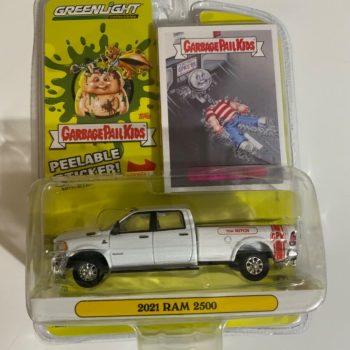 GREENLIGHT
GARBAGE PAIL KIDS
GARBAGE PAIL KIDS
PEELABLE
STICKER!
2021 RAM 2500